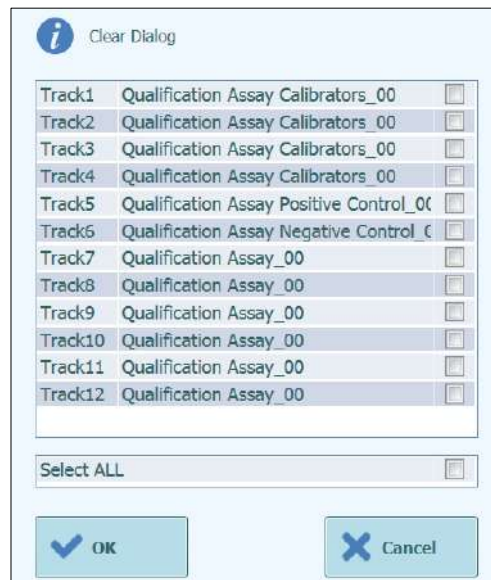 Clear Dialog
Track1 Qualification Assay Calibrators_00
Track2 Qualification Assay Calibrators_00
Track3 Qualification Assay Calibrators_00
Track4 Qualification Assay Calibrators_00
Track5 Qualification Assay Positive Control_00
Track6 Qualification Assay Negative Control_
Track7 Qualification Assay_00
Track8 Qualification Assay_00
Track9 Qualification Assay_00
Track10 Qualification Assay_00
Track11 Qualification Assay_00
Track12 Qualification Assay_00
Select ALL
OK Cancel